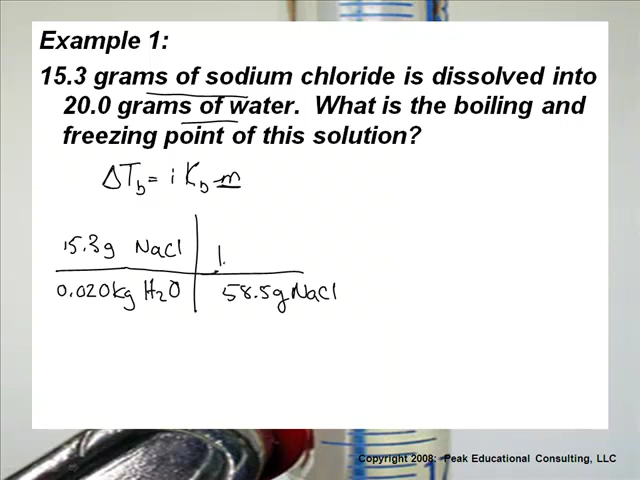 Example 1:
15.3 grams of sodium chloride is dissolved into
20.0 grams of water.  What is the boiling and
freezing point of this solution?
ΔT_b = i K_b m
15.3g NaCl | 1.
0.020kg H₂O | 58.5g NaCl
Copyright 2008: Peak Educational Consulting, LLC